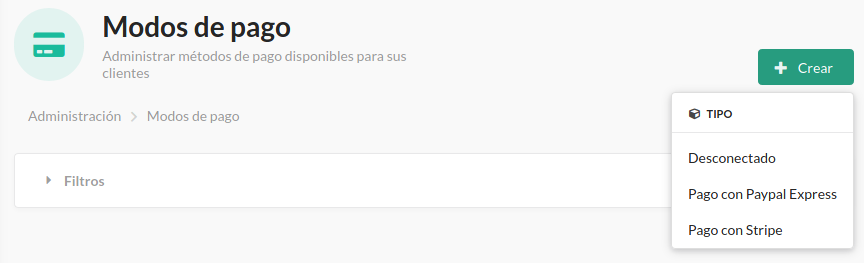 Modos de pago
Administrar métodos de pago disponibles para sus
clientes
Crear
Administración
Modos de pago
TIPO
Desconectado
Filtros
Pago con Paypal Express
Pago con Stripe